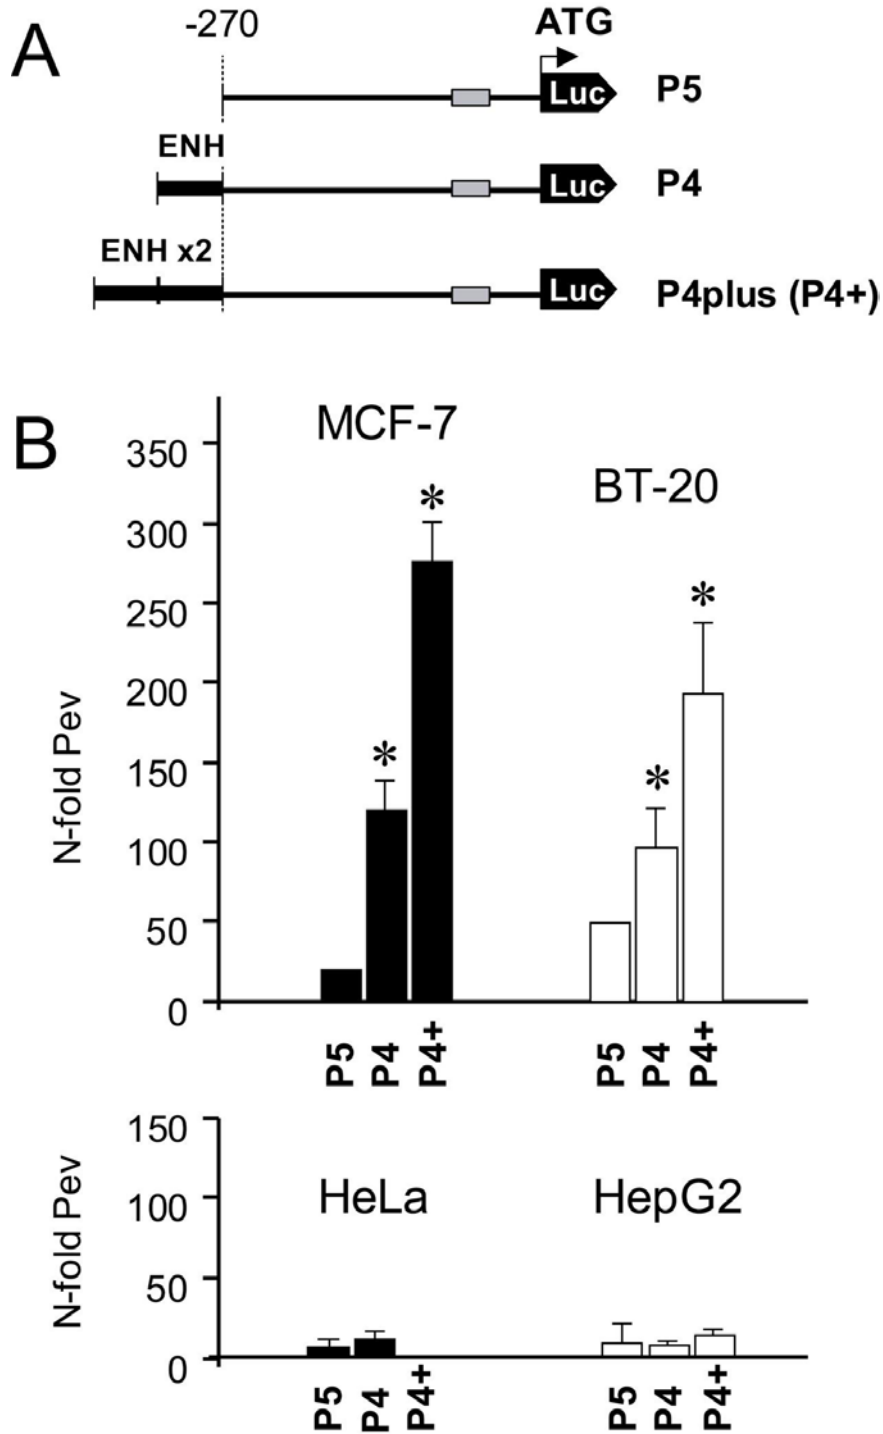 A
-270
ATG
Luc
P5
ENH
Luc
P4
ENH x2
Luc
P4plus (P4+)
B
MCF-7
BT-20
N-fold Pev
350
300
250
200
150
100
50
0
*
*
*
*
P5
P4
P4+
P5
P4
P4+
N-fold Pev
150
100
50
0
HeLa
HepG2
P5
P4
P4+
P5
P4
P4+